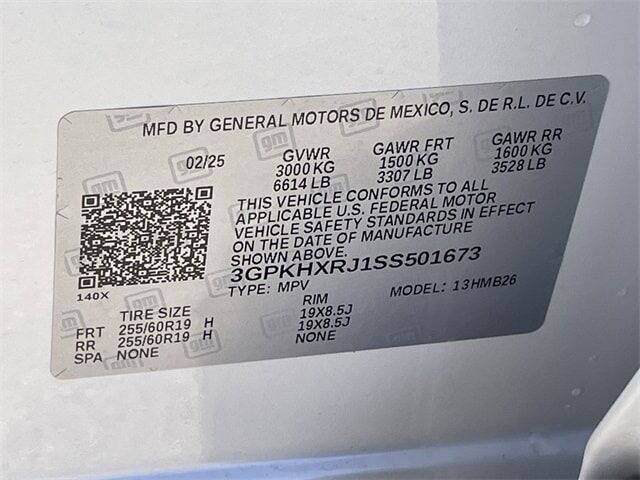 MFD BY GENERAL MOTORS DE MEXICO, S. DE R.L. DE C.V.
02/25 GVWR GAWR FRT GAWR RR
3000 KG 1500 KG 1600 KG
6614 LB 3307 LB 3528 LB
THIS VEHICLE CONFORMS TO ALL
APPLICABLE U.S. FEDERAL MOTOR
VEHICLE SAFETY STANDARDS IN EFFECT
ON THE DATE OF MANUFACTURE
SHOWN ABOVE.
3GPKHXRJ1SS501673
140X
TYPE: MPV MODEL: 13HMB26
TIRE SIZE RIM
FRT 255/60R19 H 19X8.5J
RR 255/60R19 H 19X8.5J
SPA NONE NONE